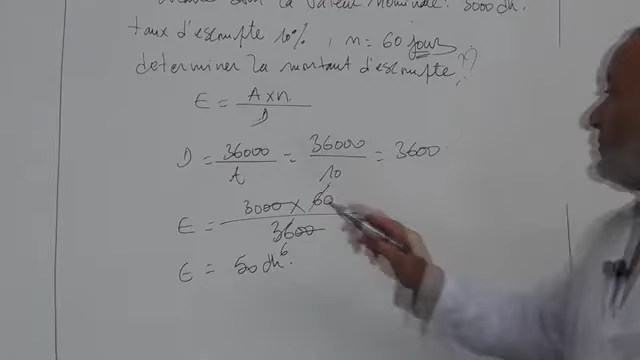 la valeur nominale : 3000 dh.
taux d'escompte 10% , n = 60 jours
determiner la montant d'escompte ??
E = A x n / D
D = 36000 / t = 36000 / 10 = 3600
E = 3000 x 60 / 3600
E = 50 dh.